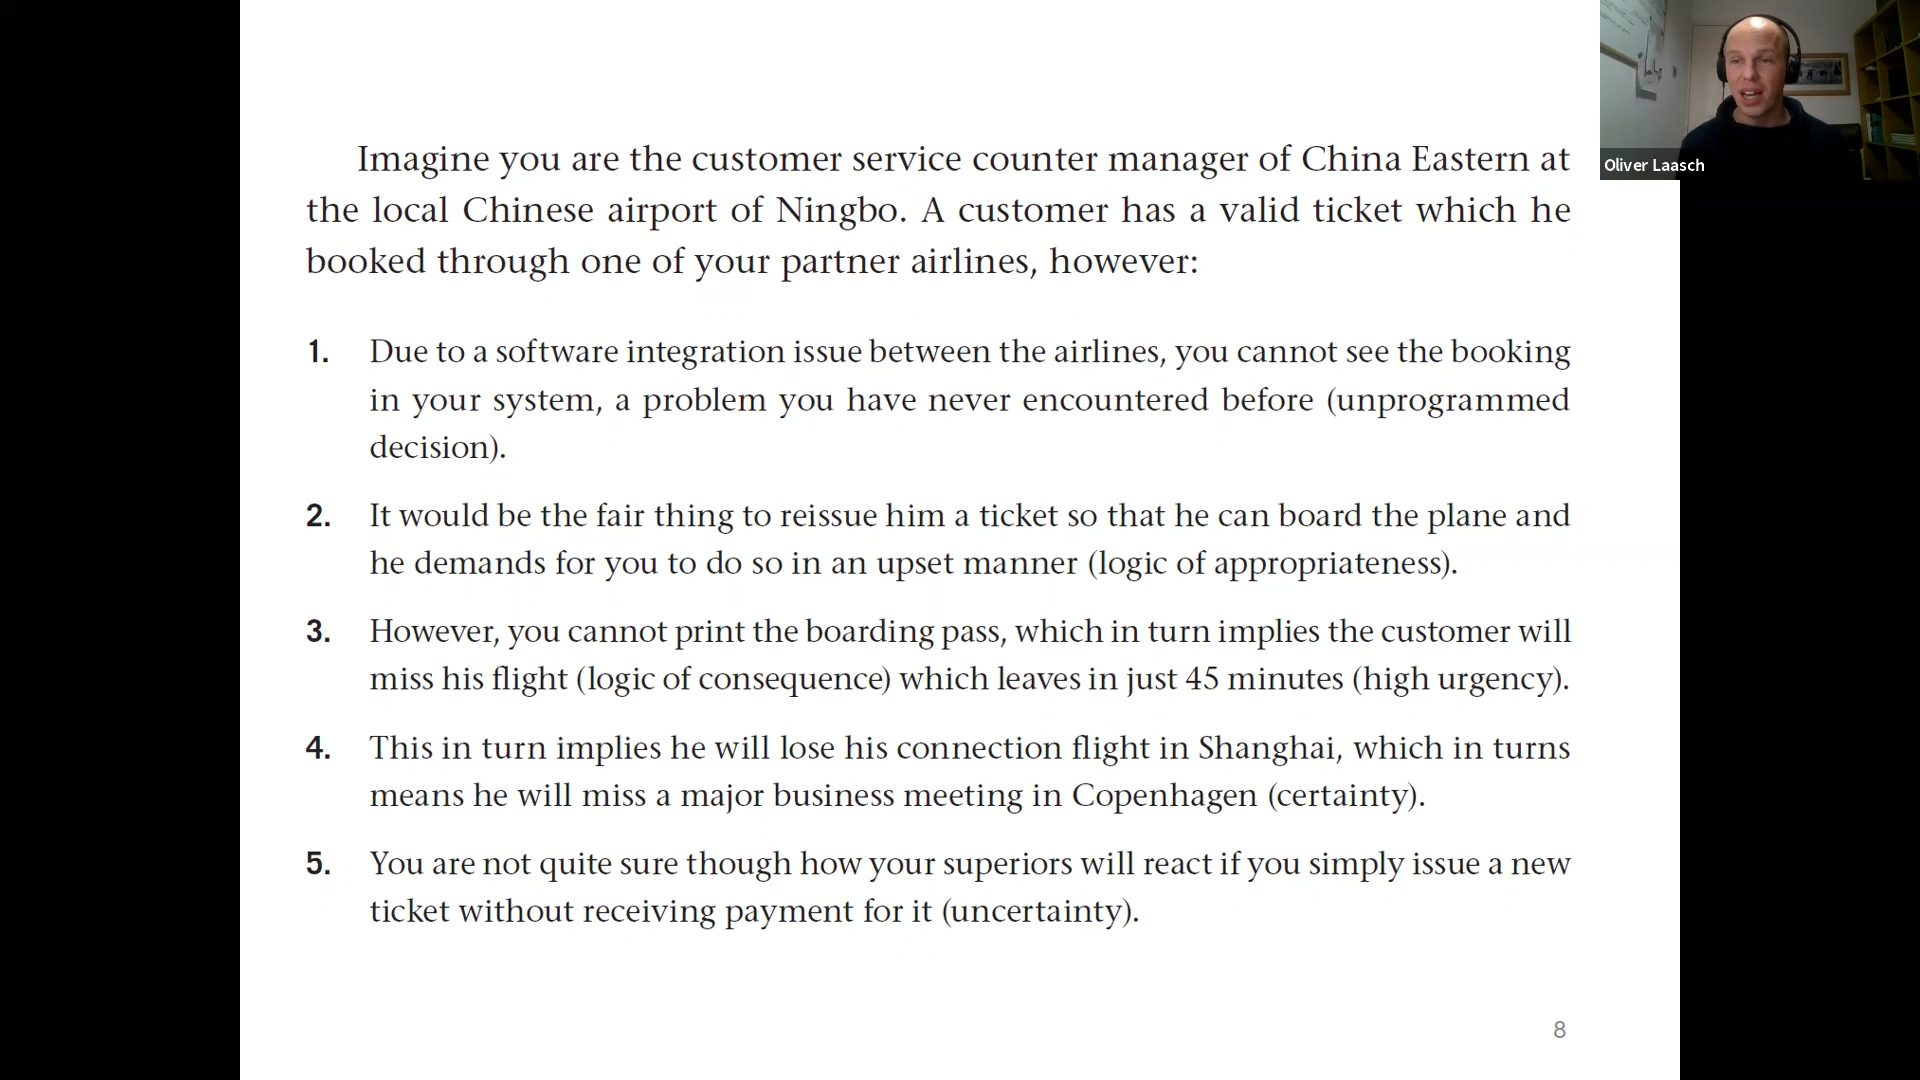 Imagine you are the customer service counter manager of China Eastern at
the local Chinese airport of Ningbo. A customer has a valid ticket which he
booked through one of your partner airlines, however:
1. Due to a software integration issue between the airlines, you cannot see the booking
in your system, a problem you have never encountered before (unprogrammed
decision).
2. It would be the fair thing to reissue him a ticket so that he can board the plane and
he demands for you to do so in an upset manner (logic of appropriateness).
3. However, you cannot print the boarding pass, which in turn implies the customer will
miss his flight (logic of consequence) which leaves in just 45 minutes (high urgency).
4. This in turn implies he will lose his connection flight in Shanghai, which in turns
means he will miss a major business meeting in Copenhagen (certainty).
5. You are not quite sure though how your superiors will react if you simply issue a new
ticket without receiving payment for it (uncertainty).
8
Oliver Laasch